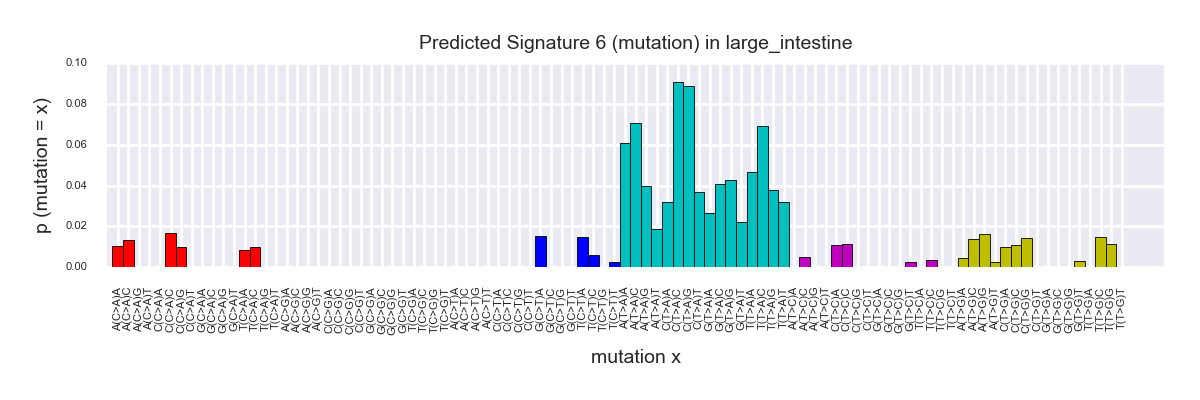 Predicted Signature 6 (mutation) in large_intestine
p (mutation = x)
0.10
0.08
0.06
0.04
0.02
0.00
A(C>A)A
A(C>A)C
A(C>A)G
A(C>A)T
C(C>A)A
C(C>A)C
C(C>A)G
C(C>A)T
G(C>A)A
G(C>A)C
G(C>A)G
G(C>A)T
T(C>A)A
T(C>A)C
T(C>A)G
T(C>A)T
A(C>G)A
A(C>G)C
A(C>G)G
A(C>G)T
C(C>G)A
C(C>G)C
C(C>G)G
C(C>G)T
G(C>G)A
G(C>G)C
G(C>G)G
G(C>G)T
T(C>G)A
T(C>G)C
T(C>G)G
T(C>G)T
A(C>T)A
A(C>T)C
A(C>T)G
A(C>T)T
C(C>T)A
C(C>T)C
C(C>T)G
C(C>T)T
G(C>T)A
G(C>T)C
G(C>T)G
G(C>T)T
T(C>T)A
T(C>T)C
T(C>T)G
T(C>T)T
A(T>A)A
A(T>A)C
A(T>A)G
A(T>A)T
C(T>A)A
C(T>A)C
C(T>A)G
C(T>A)T
G(T>A)A
G(T>A)C
G(T>A)G
G(T>A)T
T(T>A)A
T(T>A)C
T(T>A)G
T(T>A)T
A(T>C)A
A(T>C)C
A(T>C)G
A(T>C)T
C(T>C)A
C(T>C)C
C(T>C)G
C(T>C)T
G(T>C)A
G(T>C)C
G(T>C)G
G(T>C)T
T(T>C)A
T(T>C)C
T(T>C)G
T(T>C)T
A(T>G)A
A(T>G)C
A(T>G)G
A(T>G)T
C(T>G)A
C(T>G)C
C(T>G)G
C(T>G)T
G(T>G)A
G(T>G)C
G(T>G)G
G(T>G)T
T(T>G)A
T(T>G)C
T(T>G)G
T(T>G)T
mutation x